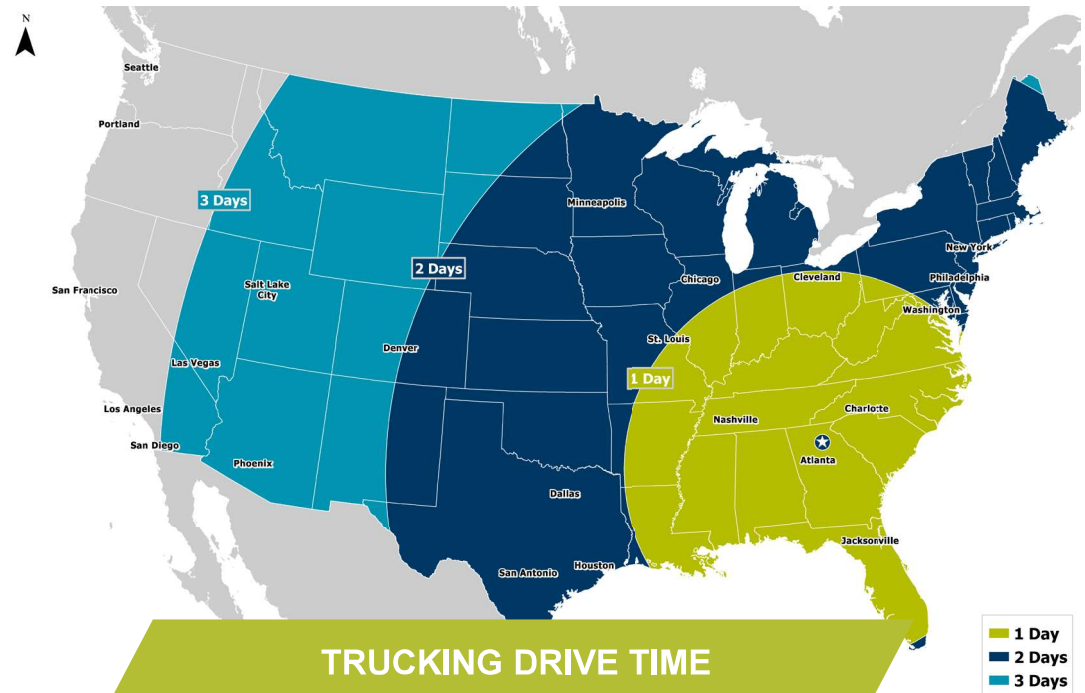 N
Seattle
Portland
3 Days
Minneapolis
New York
2 Days
Cleveland
Philadelphia
Chicago
Salt Lake
City
San Francisco
Washington
St. Louis
Denver
Las Vegas
1 Day
Los Angeles
Charlotte
Nashville
San Diego
Atlanta
Phoenix
Dallas
Jacksonville
Houston
San Antonio
1 Day
2 Days
3 Days
TRUCKING DRIVE TIME